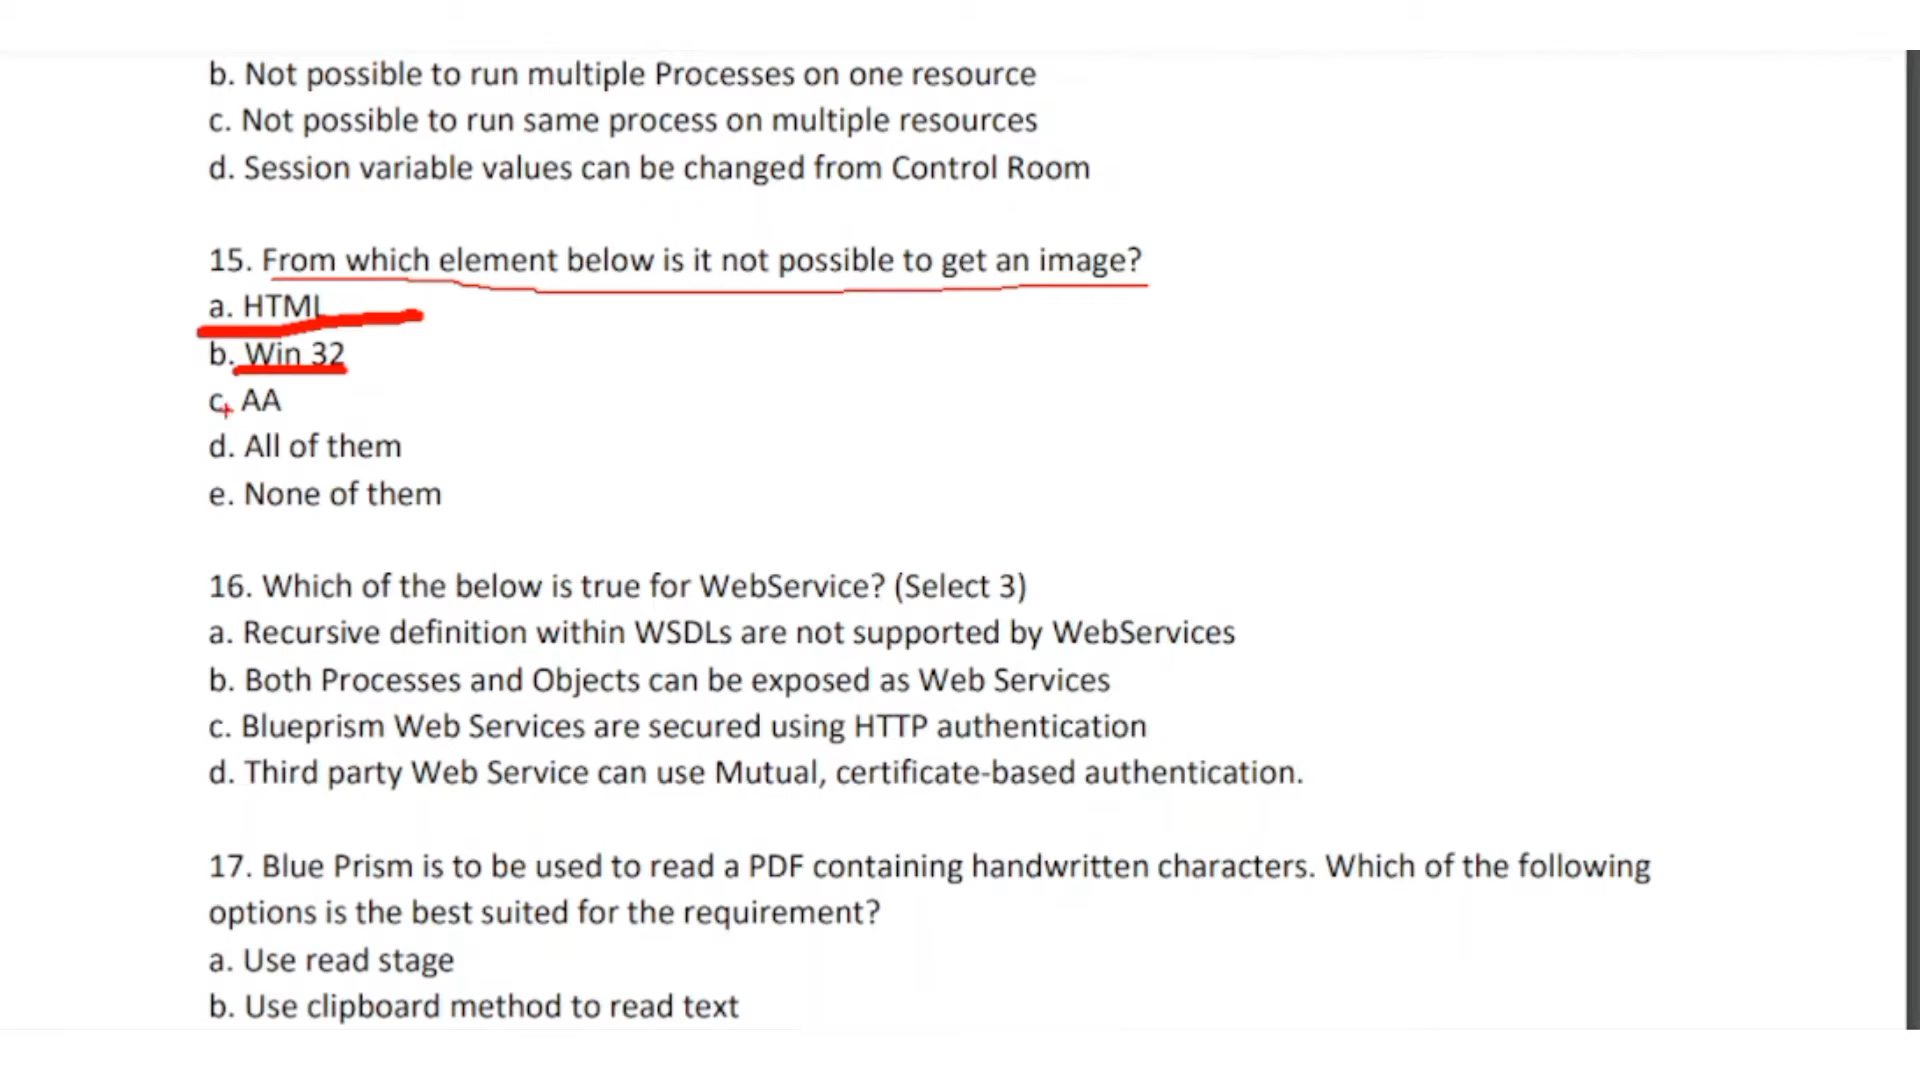 b. Not possible to run multiple Processes on one resource
c. Not possible to run same process on multiple resources
d. Session variable values can be changed from Control Room
15. From which element below is it not possible to get an image?
a. HTML
b. Win 32
c. AA
d. All of them
e. None of them
16. Which of the below is true for WebService? (Select 3)
a. Recursive definition within WSDLs are not supported by WebServices
b. Both Processes and Objects can be exposed as Web Services
c. Blueprism Web Services are secured using HTTP authentication
d. Third party Web Service can use Mutual, certificate-based authentication.
17. Blue Prism is to be used to read a PDF containing handwritten characters. Which of the following
options is the best suited for the requirement?
a. Use read stage
b. Use clipboard method to read text